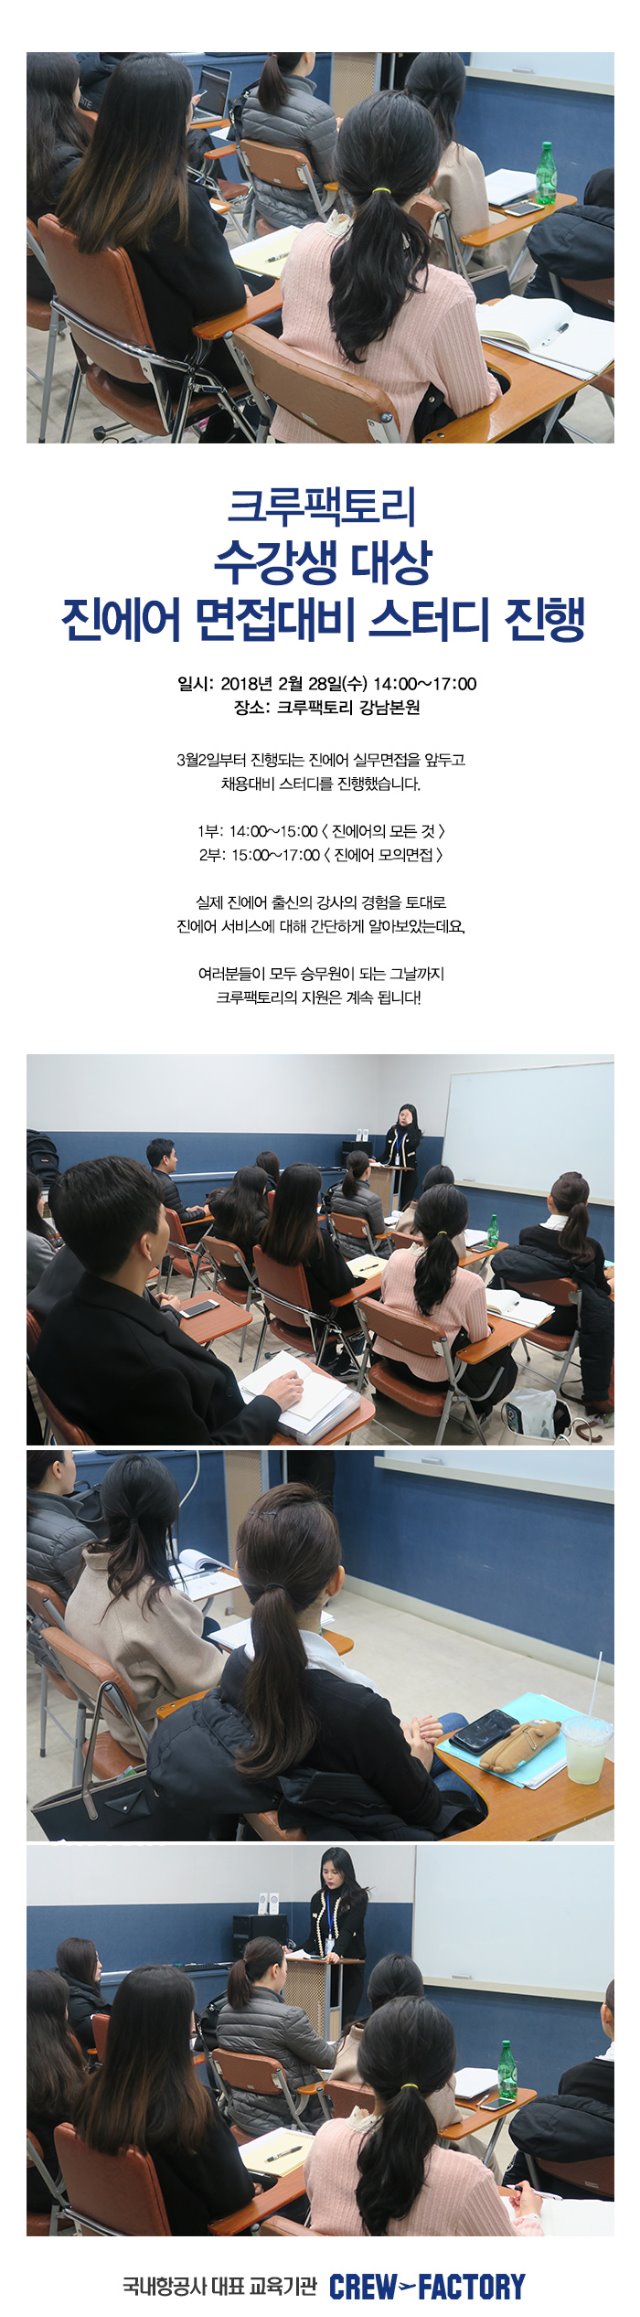 크루팩토리
수강생 대상
진에어 면접대비 스터디 진행
일시: 2018년 2월 28일(수) 14:00~17:00
장소: 크루팩토리 강남본원
3월2일부터 진행되는 진에어 실무면접을 앞두고
채용대비 스터디를 진행했습니다.
1부: 14:00~15:00 < 진에어의 모든 것 >
2부: 15:00~17:00 < 진에어 모의면접 >
실제 진에어 출신의 강사의 경험을 토대로
진에어 서비스에 대해 간단하게 알아보았는데요,
여러분들이 모두 승무원이 되는 그날까지
크루팩토리의 지원은 계속 됩니다!
국내항공사 대표 교육기관 CREW FACTORY